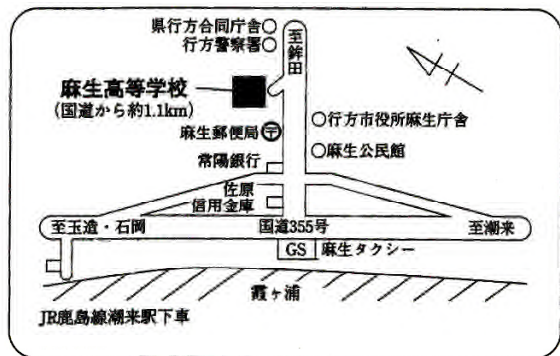 県行方合同庁舎
行方警察署
至鉾田
麻生高等学校
(国道から約1.1km)
麻生郵便局〒
行方市役所麻生庁舎
麻生公民館
常陽銀行
佐原
信用金庫
至玉造・石岡
国道355号
至潮来
GS
麻生タクシー
霞ヶ浦
JR鹿島線潮来駅下車